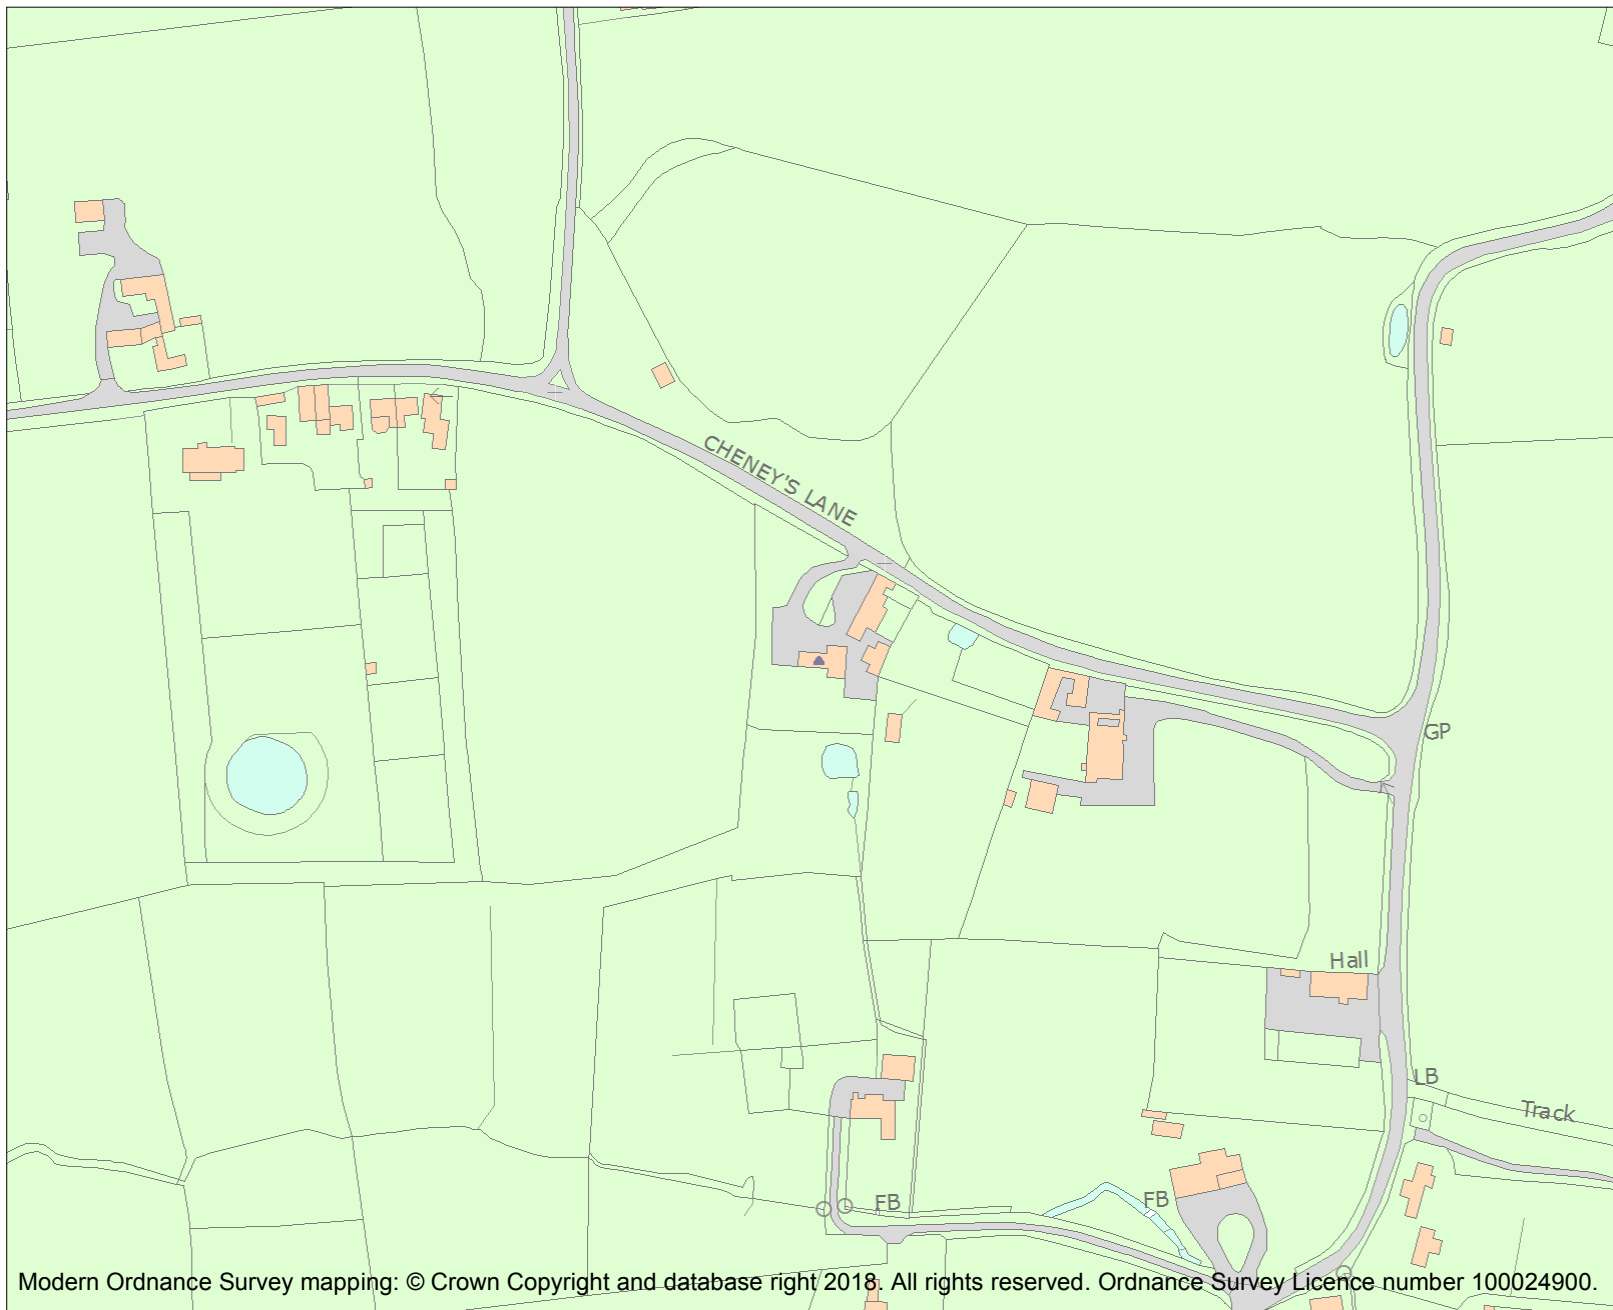 CHENEY'S LANE
GP
Hall
LB
Track
FB
FB
Modern Ordnance Survey mapping: © Crown Copyright and database right 2018. All rights reserved. Ordnance Survey Licence number 100024900.